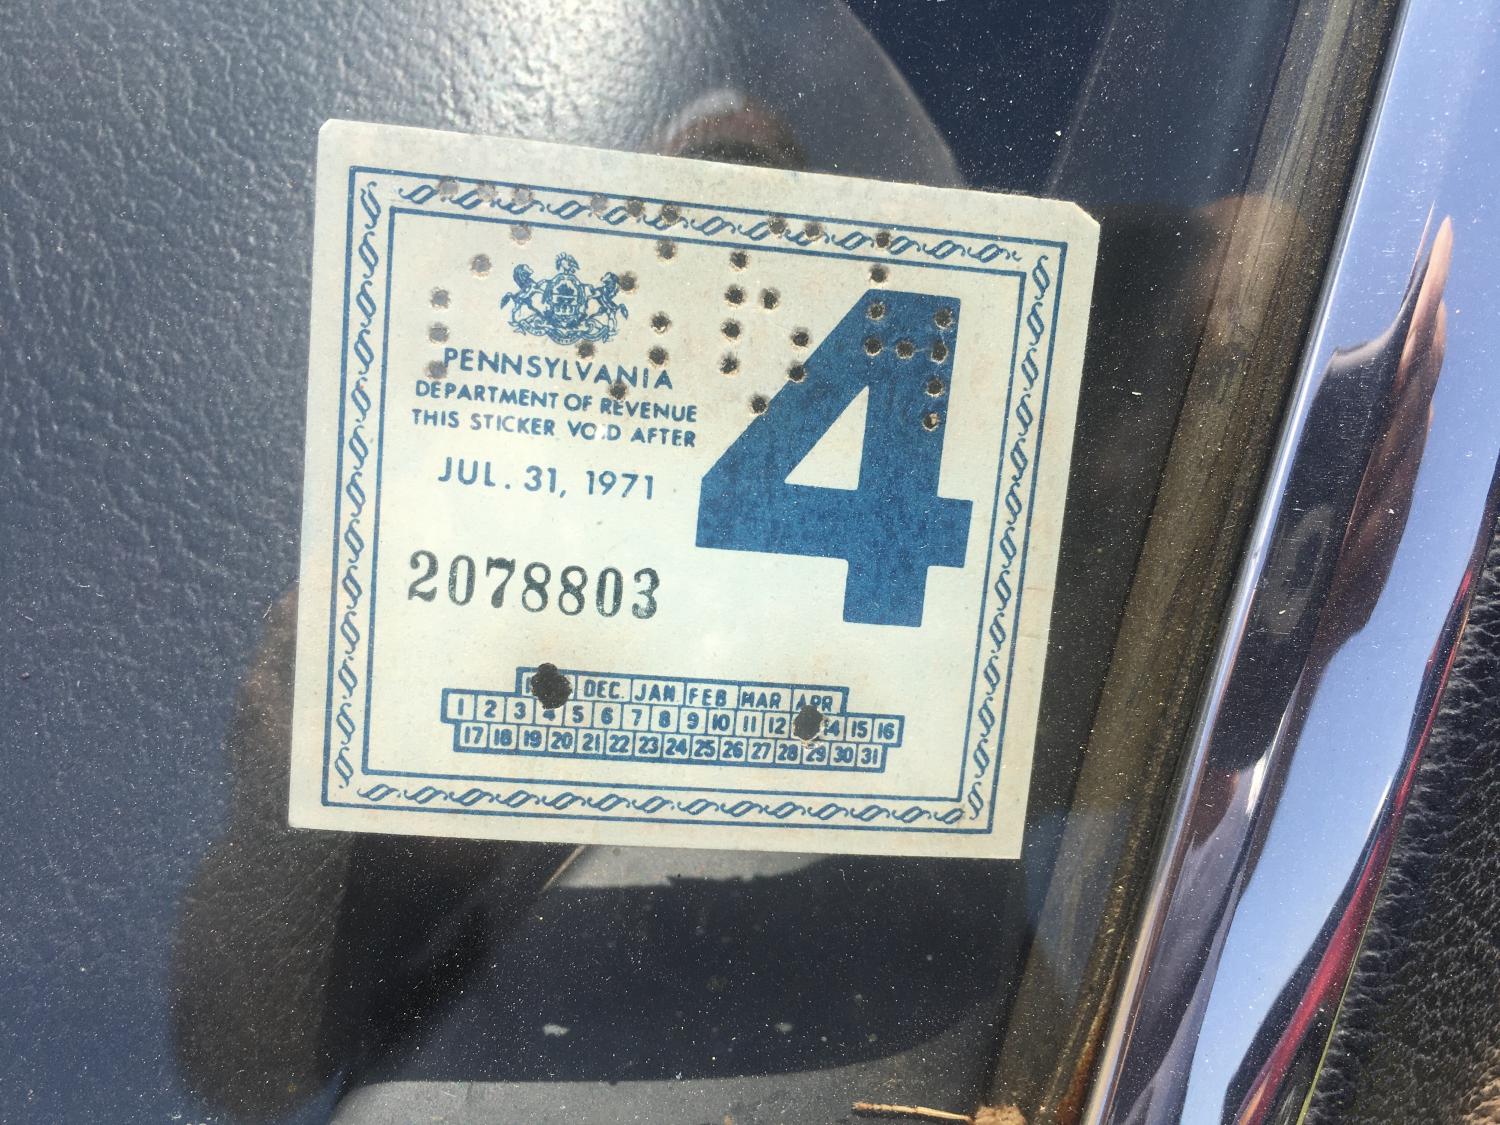 4
PENNSYLVANIA
DEPARTMENT OF REVENUE
THIS STICKER VOID AFTER
JUL. 31, 1971
2078803
DEC. JAN FEB MAR APR
1 2 3 4 5 6 7 8 9 10 11 12 14 15 16
17 18 19 20 21 22 23 24 25 26 27 28 29 30 31